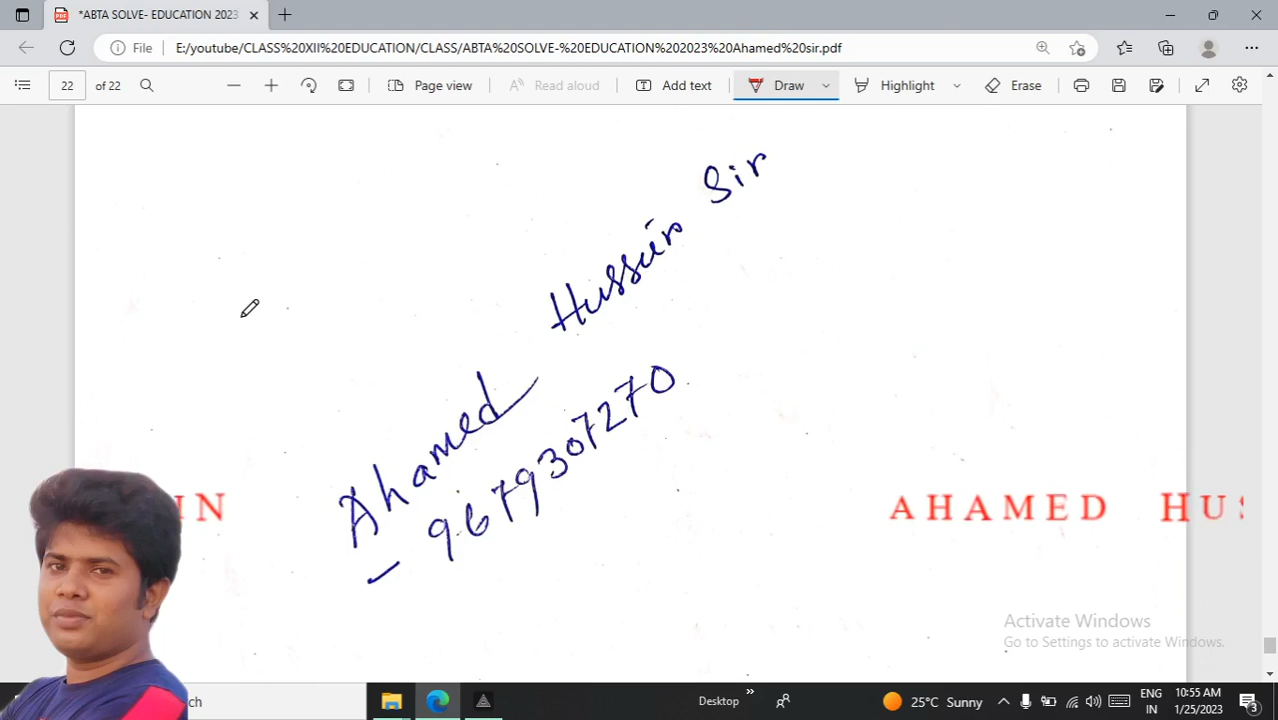 *ABTA SOLVE- EDUCATION 2023
File E:/youtube/CLASS%20XII%20EDUCATION/CLASS/ABTA%20SOLVE-%20EDUCATION%202023%20Ahamed%20sir.pdf
22 of 22 Page view Read aloud Add text Draw Highlight Erase
Ahamed Hussain Sir
- 9679307270
IN AHAMED HUS
Activate Windows
Go to Settings to activate Windows.
ch Desktop 25°C Sunny ENG 10:55 AM
IN 1/25/2023 3